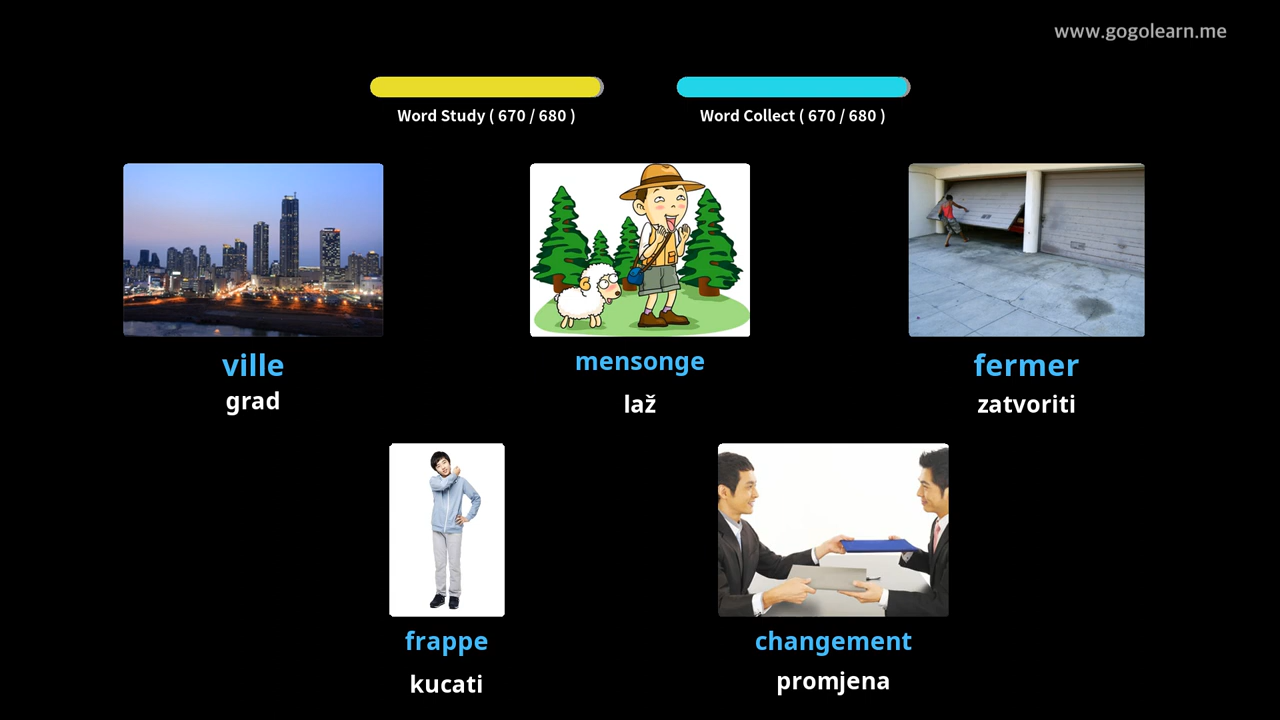 www.gogolearn.me
Word Study ( 670 / 680 )
Word Collect ( 670 / 680 )
ville
grad
mensonge
laž
fermer
zatvoriti
frappe
kucati
changement
promjena